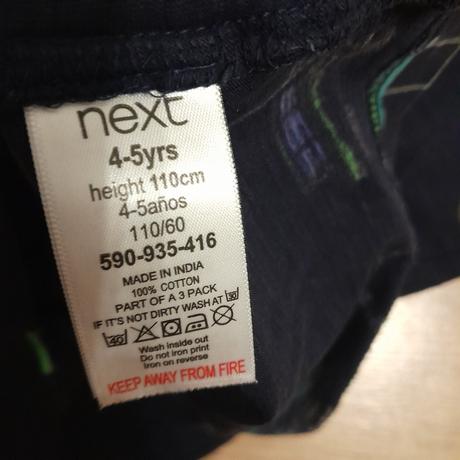 next
4-5yrs
height 110cm
4-5años
110/60
590-935-416
MADE IN INDIA
100% COTTON
PART OF A 3 PACK
IF IT'S NOT DIRTY WASH AT 30
40
Wash inside out
Do not iron print
Iron on reverse
KEEP AWAY FROM FIRE